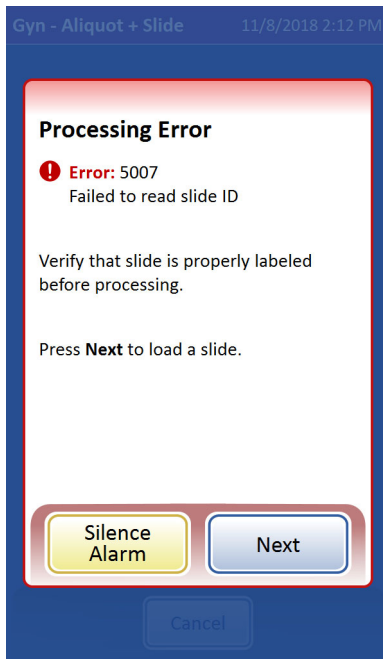 Gyn - Aliquot + Slide 11/8/2018 2:12 PM
Processing Error
Error: 5007
Failed to read slide ID
Verify that slide is properly labeled
before processing.
Press Next to load a slide.
Silence
Alarm
Next
Cancel